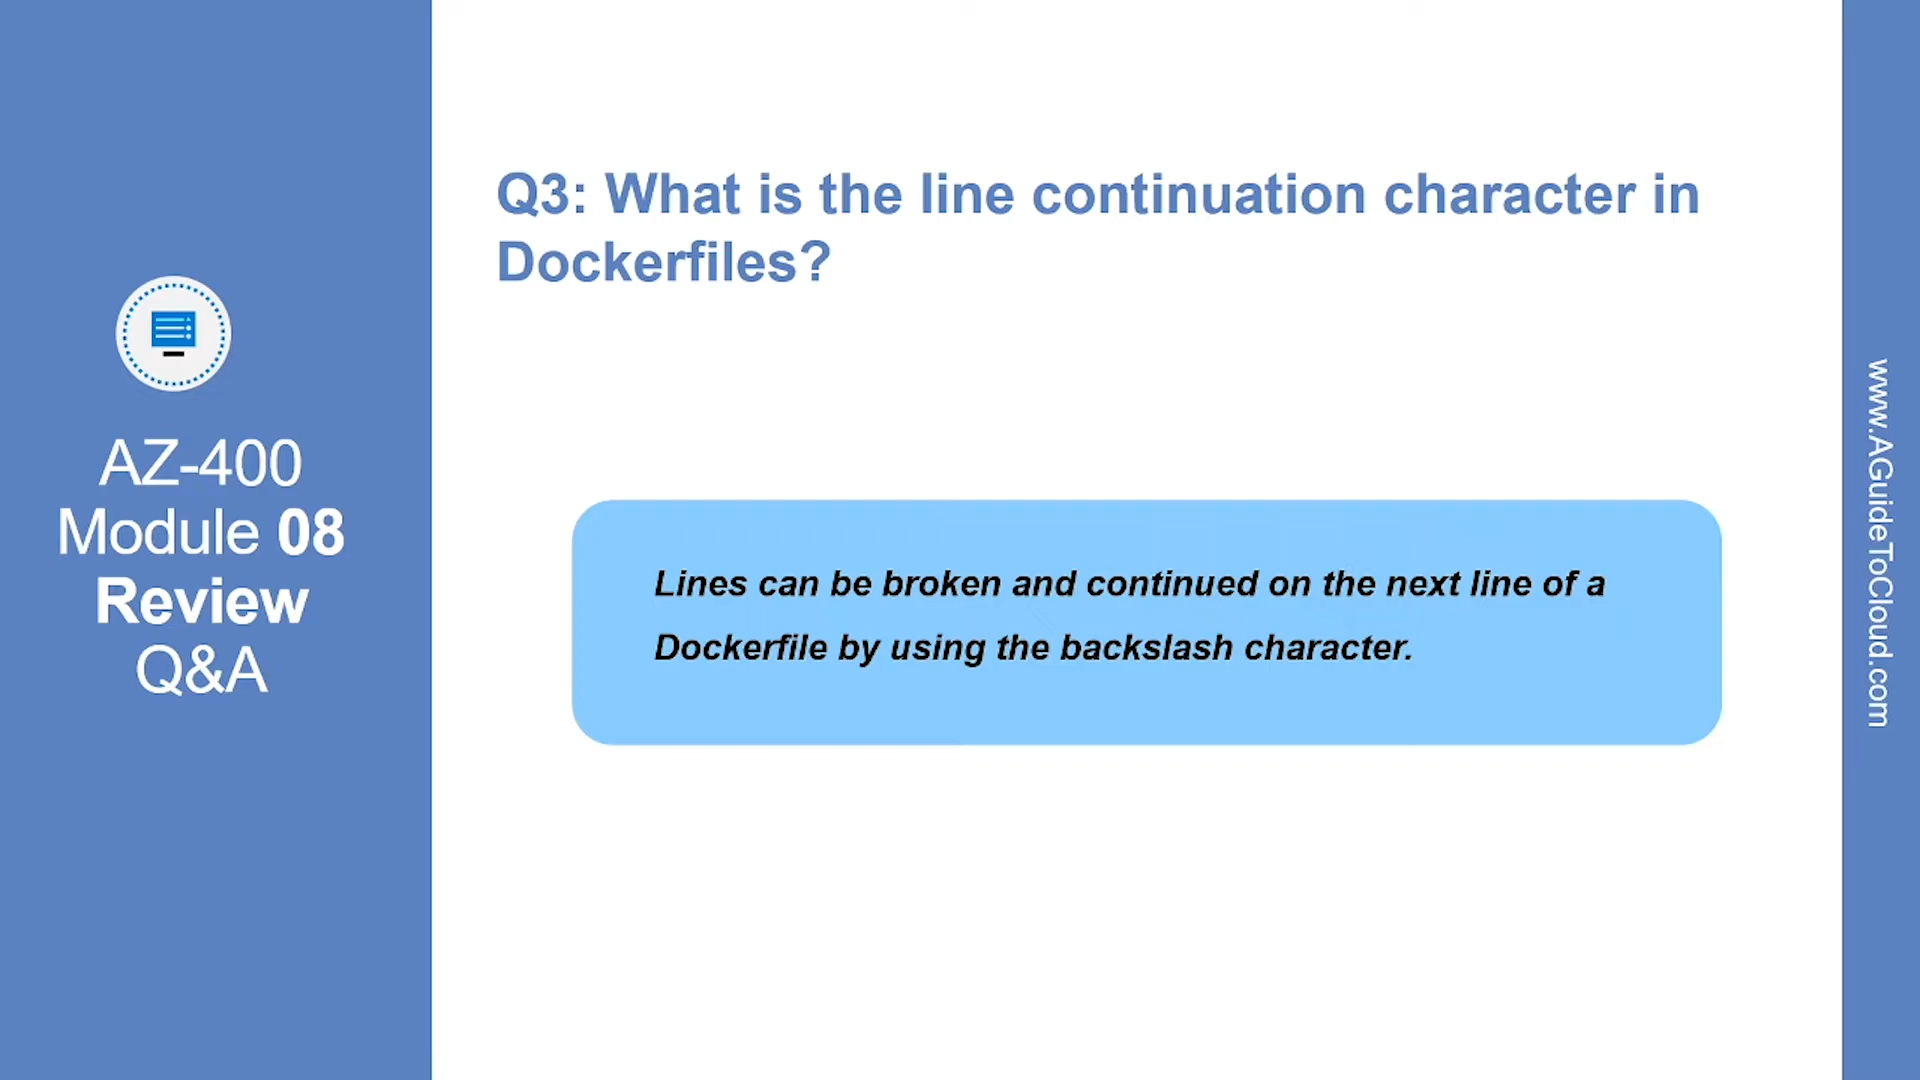 AZ-400
Module 08
Review
Q&A
Q3: What is the line continuation character in
Dockerfiles?
Lines can be broken and continued on the next line of a
Dockerfile by using the backslash character.
www.AGuideToCloud.com